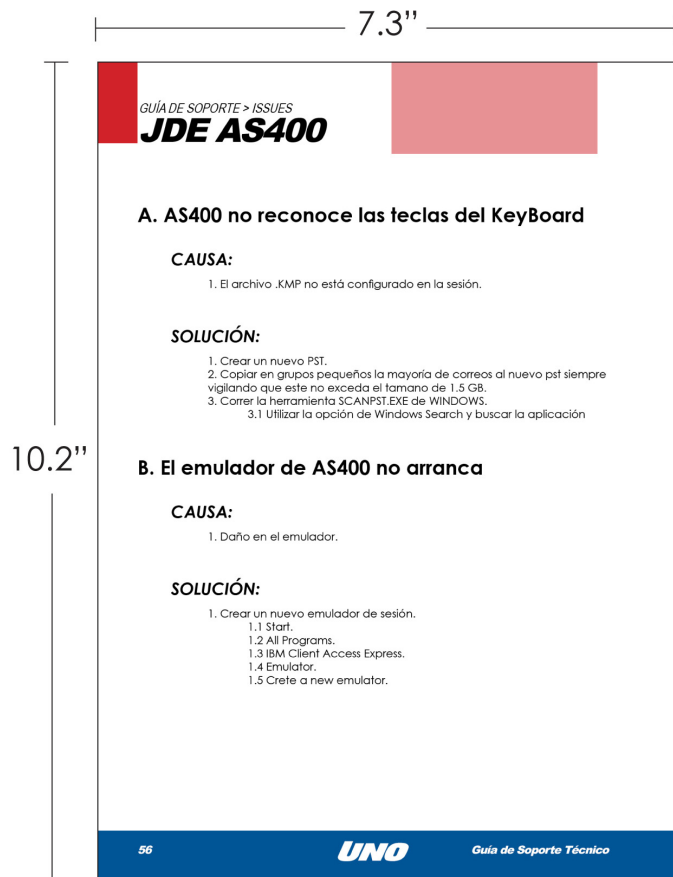 7.3”
GUÍA DE SOPORTE > ISSUES
JDE AS400
A. AS400 no reconoce las teclas del KeyBoard
CAUSA:
1. El archivo .KMP no está configurado en la sesión.
SOLUCIÓN:
1. Crear un nuevo PST.
2. Copiar en grupos pequeños la mayoría de correos al nuevo pst siempre
vigilando que este no exceda el tamano de 1.5 GB.
3. Correr la herramienta SCANPST.EXE de WINDOWS.
3.1 Utilizar la opción de Windows Search y buscar la aplicación
10.2”
B. El emulador de AS400 no arranca
CAUSA:
1. Daño en el emulador.
SOLUCIÓN:
1. Crear un nuevo emulador de sesión.
1.1 Start.
1.2 All Programs.
1.3 IBM Client Access Express.
1.4 Emulator.
1.5 Crete a new emulator.
56
UNO
Guía de Soporte Técnico